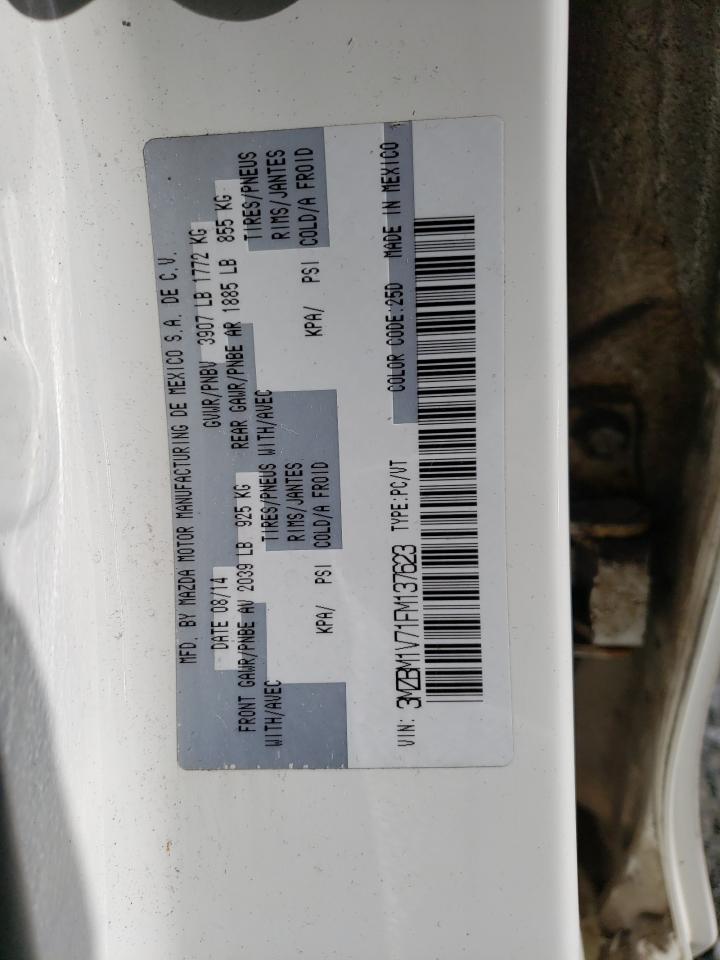 MFD. BY MAZDA MOTOR MANUFACTURING DE MEXICO S.A. DE C.V.
DATE 08/14 GVWR/PNBV 3907 LB 1772 KG
FRONT GAWR/PNBE AV 2039 LB 925 KG REAR GAWR/PNBE AR 1885 LB 855 KG
WITH/AVEC TIRES/PNEUS WITH/AVEC TIRES/PNEUS
RIMS/JANTES RIMS/JANTES
KPA/ PSI COLD/A FROID KPA/ PSI COLD/A FROID
VIN: 3MZBM1V71FM137623 TYPE:PC/VT COLOR CODE:25D MADE IN MEXICO